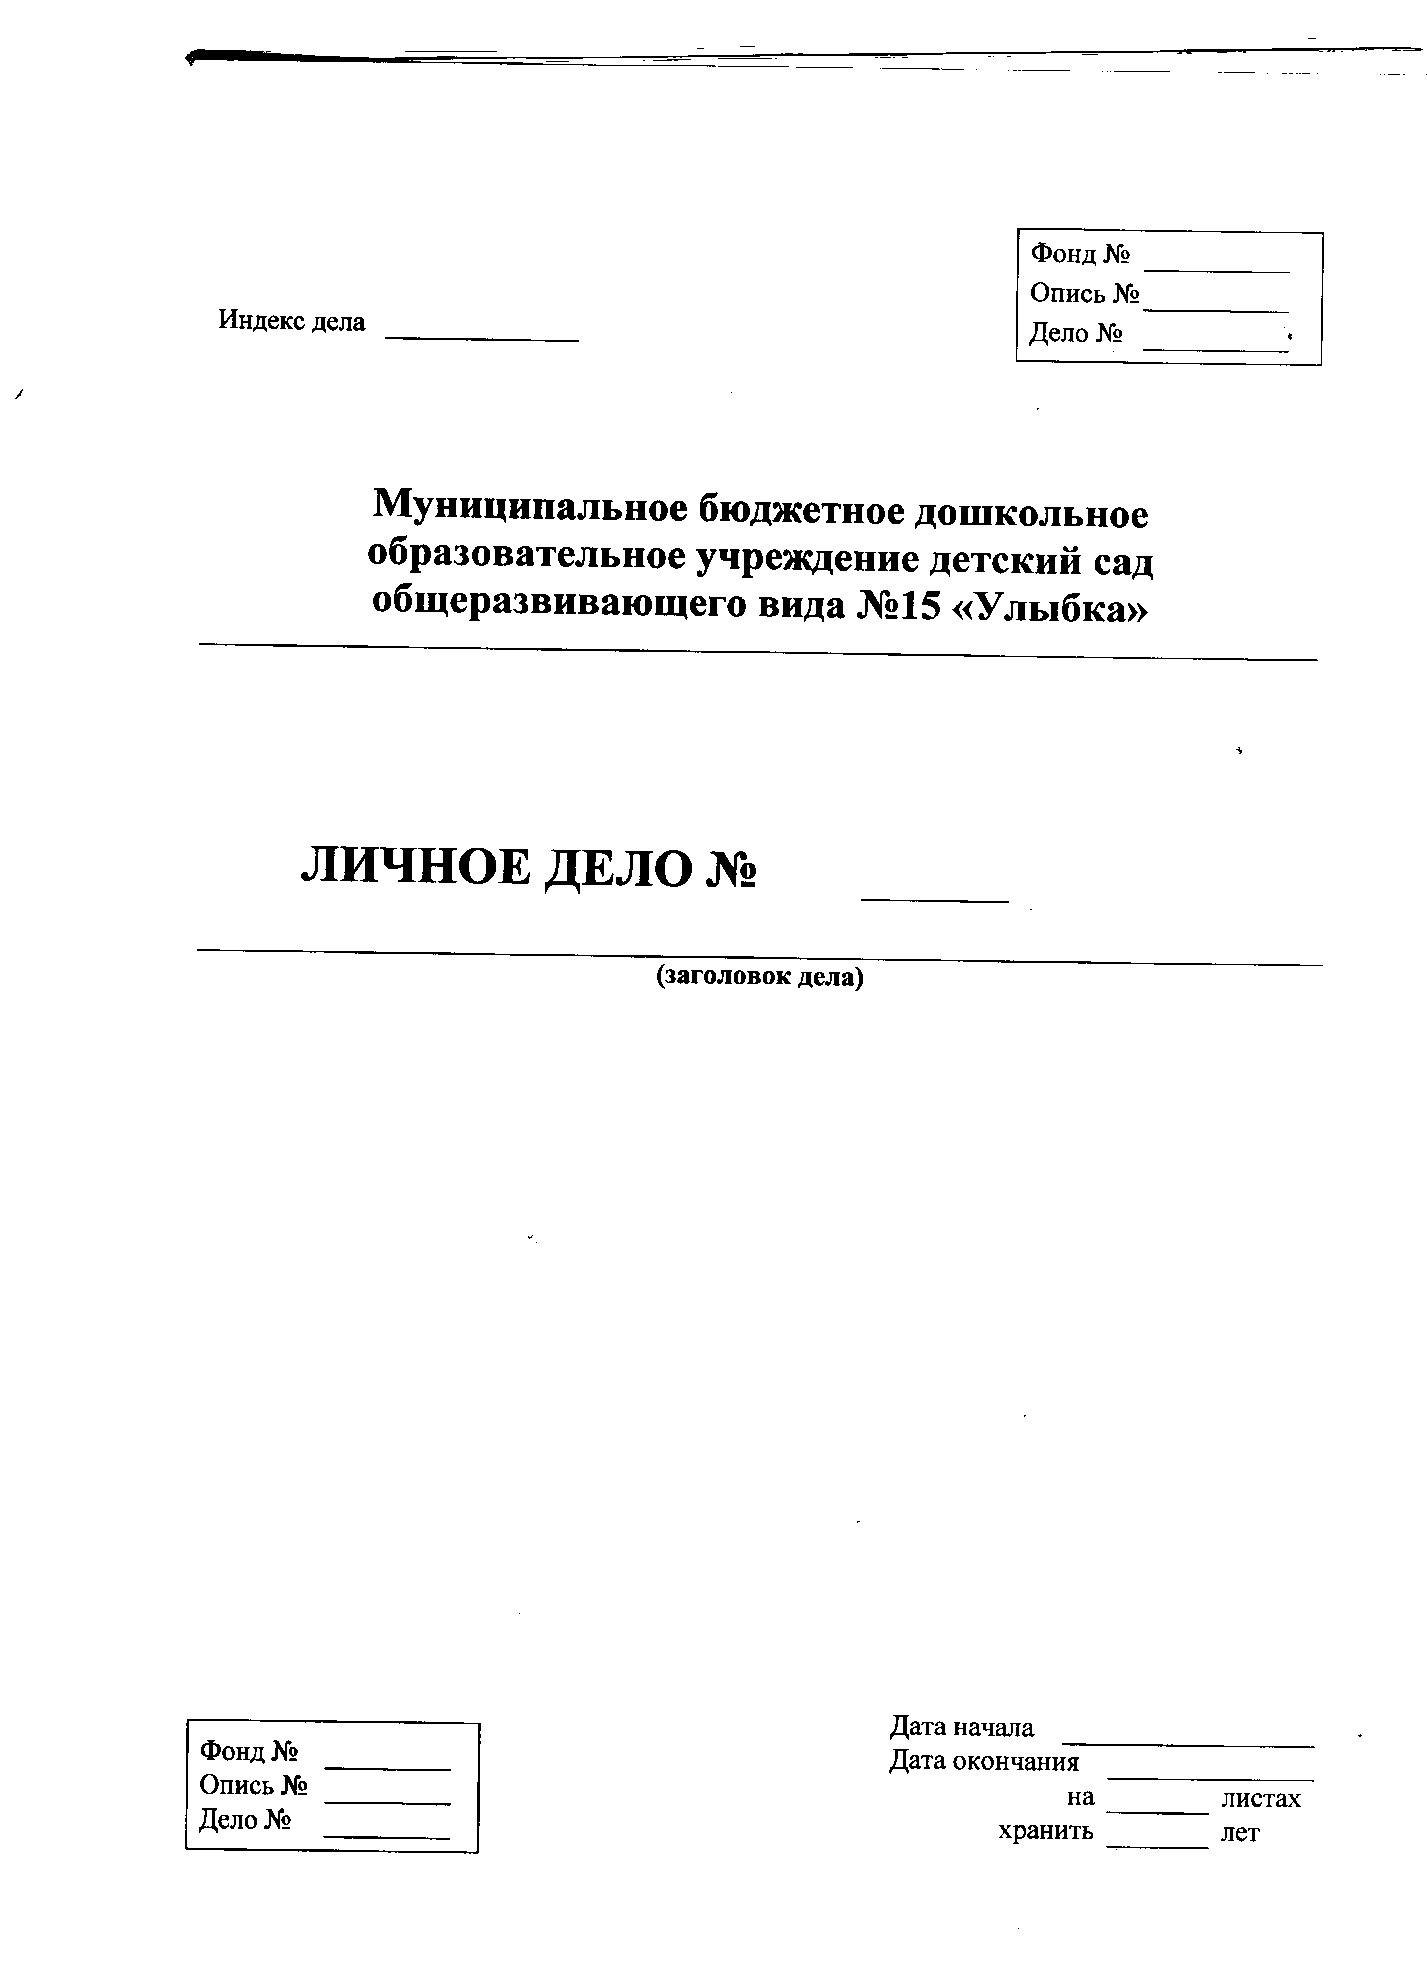 Фонд №
Опись №
Дело №
Индекс дела
Муниципальное бюджетное дошкольное
образовательное учреждение детский сад
общеразвивающего вида №15 «Улыбка»
ЛИЧНОЕ ДЕЛО №
(заголовок дела)
Фонд №
Опись №
Дело №
Дата начала
Дата окончания
на листах
хранить лет